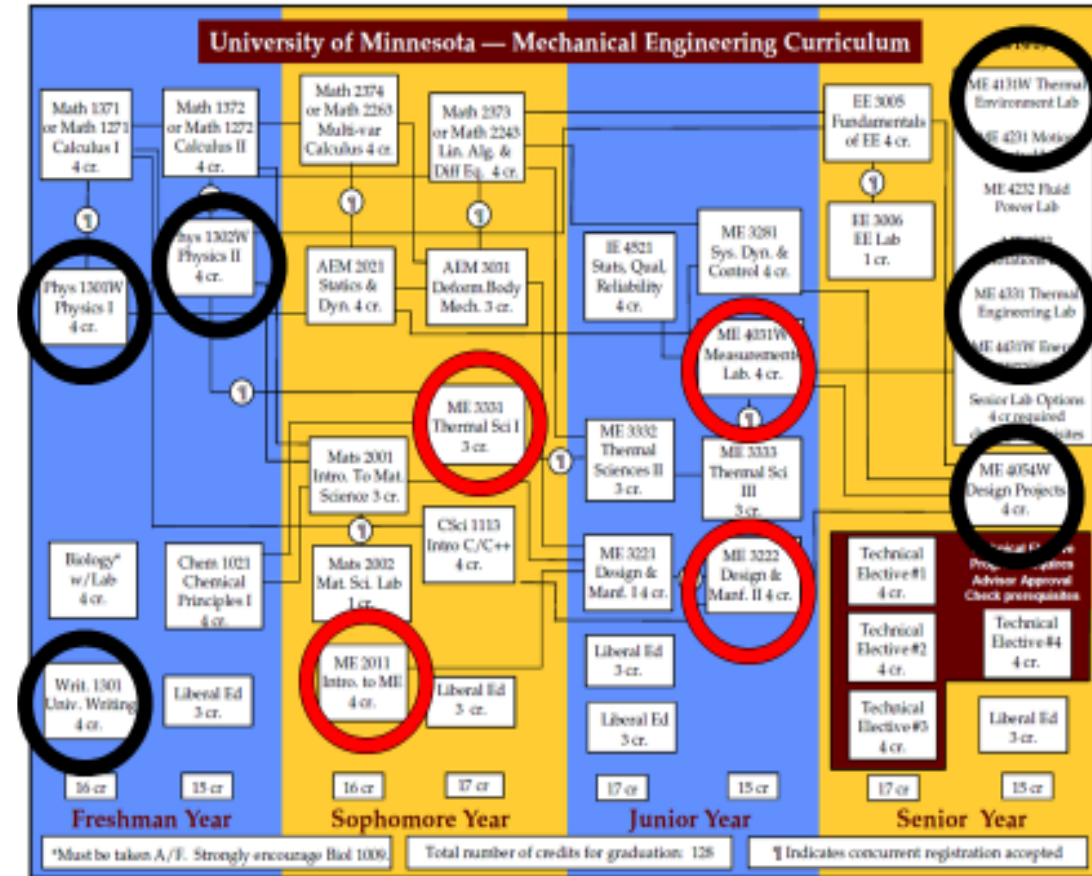 University of Minnesota — Mechanical Engineering Curriculum
Math 1371
or Math 1271
Calculus I
4 cr.
Math 1372
or Math 1272
Calculus II
4 cr.
Math 2374
or Math 2263
Multi-var
Calculus 4 cr.
Math 2373
or Math 2243
Lin. Alg. &
Diff Eq. 4 cr.
EE 3005
Fundamentals
of EE 4 cr.
ME 4131W Thermal
Environment Lab
ME 4231 Motion
ME 4232 Fluid
Power Lab
ME 4331 Thermal
Engineering Lab
ME 4431W Energy
Senior Lab Options
4 cr required
¶
¶
¶
¶
Phys 1301W
Physics I
4 cr.
hys 1302W
Physics II
4 cr.
AEM 2021
Statics &
Dyn. 4 cr.
AEM 3031
Deform.Body
Mech. 3 cr.
IE 4521
Stats, Qual,
Reliability
4 cr.
ME 3281
Sys. Dyn. &
Control 4 cr.
EE 3006
EE Lab
1 cr.
¶
ME 3331
Thermal Sci I
3 cr.
ME 4031W
Measurement
Lab. 4 cr.
¶
Mats 2001
Intro. To Mat.
Science 3 cr.
¶
ME 3332
Thermal
Sciences II
3 cr.
ME 3333
Thermal Sci
III
3 cr.
ME 4054W
Design Projects
4 cr.
Biology*
w/Lab
4 cr.
Chem 1021
Chemical
Principles I
4 cr.
¶
Mats 2002
Mat. Sci. Lab
1 cr.
CSci 1113
Intro C/C++
4 cr.
ME 3221
Design &
Manf. I 4 cr.
ME 3222
Design &
Manf. II 4 cr.
Technical
Elective #1
4 cr.
Advisor Approval
Check prerequisites
Writ. 1301
Univ. Writing
4 cr.
Liberal Ed
3 cr.
ME 2011
Intro. to ME
4 cr.
Liberal Ed
3 cr.
Liberal Ed
3 cr.
Liberal Ed
3 cr.
Technical
Elective #2
4 cr.
Technical
Elective #4
4 cr.
Technical
Elective #3
4 cr.
Liberal Ed
3 cr.
16 cr
15 cr
16 cr
17 cr
17 cr
15 cr
17 cr
15 cr
Freshman Year
Sophomore Year
Junior Year
Senior Year
*Must be taken A/F. Strongly encourage Biol 1009.
Total number of credits for graduation: 128
¶ Indicates concurrent registration accepted